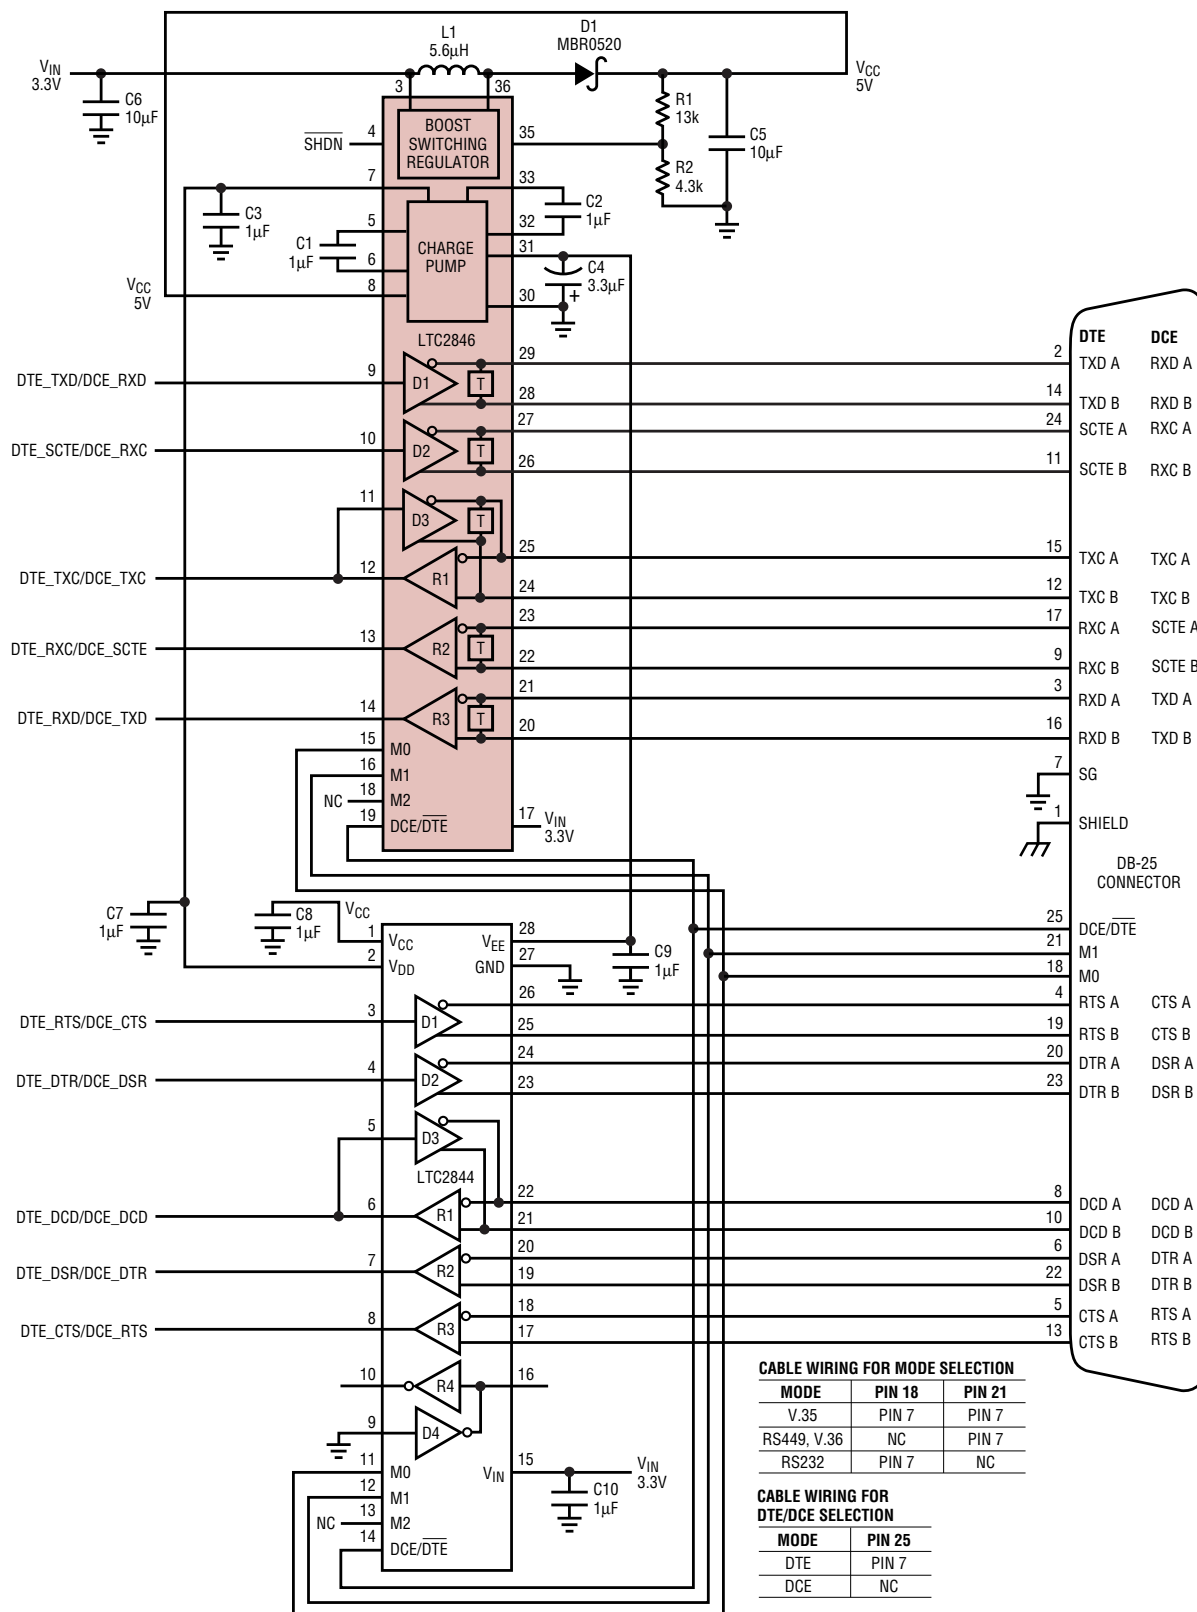 L1
5.6µH
D1
MBR0520
VIN
3.3V
C6
10µF
3
36
VCC
5V
R1
13k
C5
10µF
R2
4.3k
SHDN
4
BOOST
SWITCHING
REGULATOR
35
7
33
C3
1µF
C2
1µF
5
32
C1
1µF
CHARGE
PUMP
31
6
C4
3.3µF
+
VCC
5V
8
30
LTC2846
DTE DCE
DTE_TXD/DCE_RXD 9 D1 T 29 2 TXD A RXD A
28 14 TXD B RXD B
DTE_SCTE/DCE_RXC 10 D2 T 27 24 SCTE A RXC A
26 11 SCTE B RXC B
11 D3 T
DTE_TXC/DCE_TXC 12 R1 25 15 TXC A TXC A
24 12 TXC B TXC B
DTE_RXC/DCE_SCTE 13 R2 T 23 17 RXC A SCTE A
22 9 RXC B SCTE B
DTE_RXD/DCE_TXD 14 R3 T 21 3 RXD A TXD A
20 16 RXD B TXD B
15 M0
16 M1
NC 18 M2
19 DCE/DTE
17 VIN
3.3V
7 SG
1 SHIELD
DB-25
CONNECTOR
C7
1µF
C8
1µF
VCC
1 VCC
2 VDD
VEE 28
GND 27
C9
1µF
25 DCE/DTE
21 M1
18 M0
DTE_RTS/DCE_CTS 3 D1 26 4 RTS A CTS A
25 19 RTS B CTS B
DTE_DTR/DCE_DSR 4 D2 24 20 DTR A DSR A
23 23 DTR B DSR B
5 D3
LTC2844
DTE_DCD/DCE_DCD 6 R1 22 8 DCD A DCD A
21 10 DCD B DCD B
DTE_DSR/DCE_DTR 7 R2 20 6 DSR A DTR A
19 22 DSR B DTR B
DTE_CTS/DCE_RTS 8 R3 18 5 CTS A RTS A
17 13 CTS B RTS B
10 R4 16
9 D4
11 M0
12 M1
NC 13 M2
14 DCE/DTE
VIN 15
VIN
3.3V
C10
1µF
CABLE WIRING FOR MODE SELECTION
MODE PIN 18 PIN 21
V.35 PIN 7 PIN 7
RS449, V.36 NC PIN 7
RS232 PIN 7 NC
CABLE WIRING FOR
DTE/DCE SELECTION
MODE PIN 25
DTE PIN 7
DCE NC